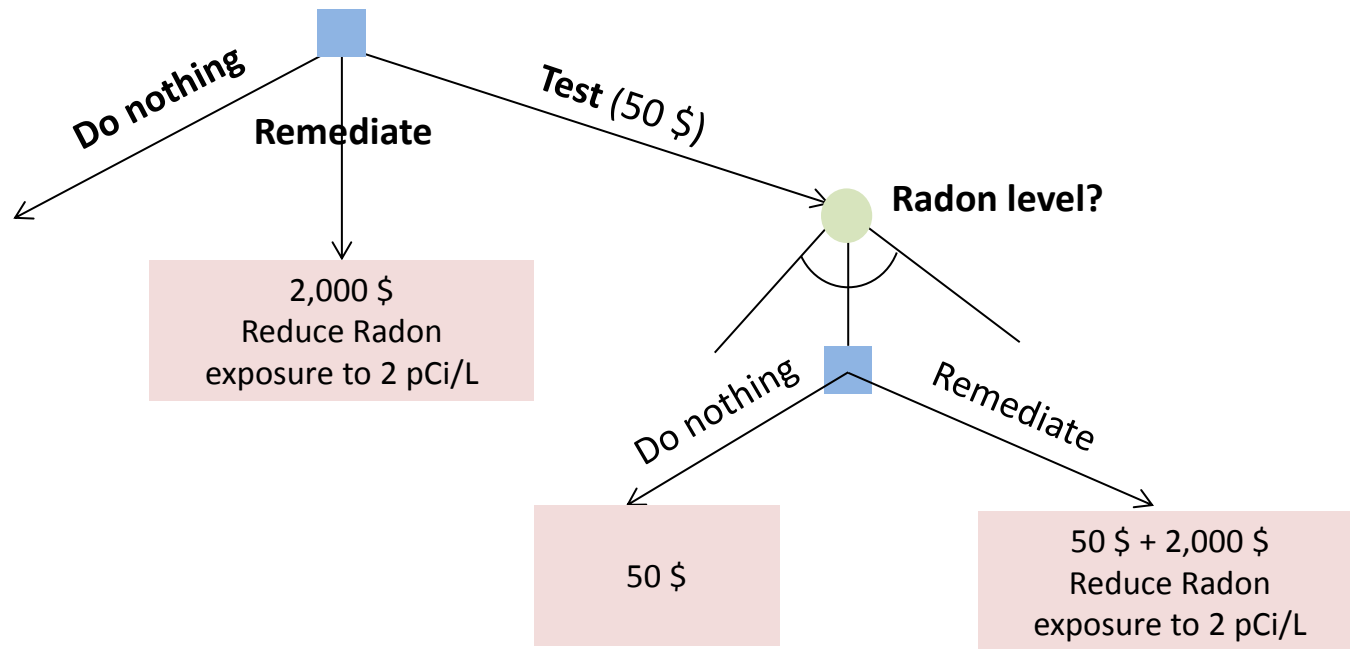 Do nothing
Remediate
Test (50 $)
Radon level?
2,000 $
Reduce Radon
exposure to 2 pCi/L
Do nothing
Remediate
50 $
50 $ + 2,000 $
Reduce Radon
exposure to 2 pCi/L